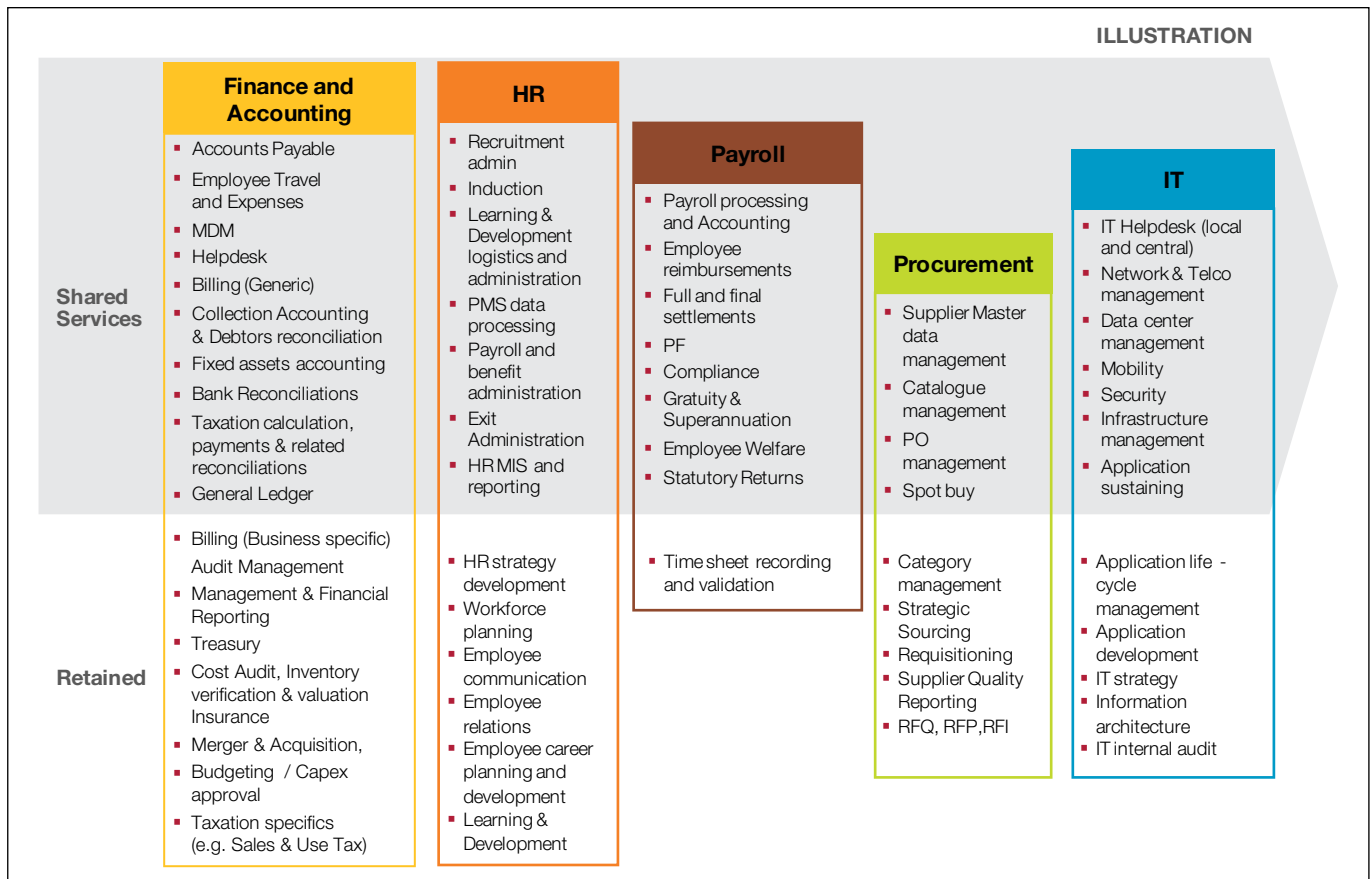 ILLUSTRATION
Finance and
Accounting
Accounts Payable
Employee Travel
and Expenses
MDM
Helpdesk
Billing (Generic)
Collection Accounting
& Debtors reconciliation
Fixed assets accounting
Bank Reconciliations
Taxation calculation,
payments & related
reconciliations
General Ledger
Billing (Business specific)
Audit Management
Management & Financial
Reporting
Treasury
Cost Audit, Inventory
verification & valuation
Insurance
Merger & Acquisition,
Budgeting / Capex
approval
Taxation specifics
(e.g. Sales & Use Tax)
HR
Recruitment
admin
Induction
Learning &
Development
logistics and
administration
PMS data
processing
Payroll and
benefit
administration
Exit
Administration
HR MIS and
reporting
HR strategy
development
Workforce
planning
Employee
communication
Employee
relations
Employee career
planning and
development
Learning &
Development
Payroll
Payroll processing
and Accounting
Employee
reimbursements
Full and final
settlements
PF
Compliance
Gratuity &
Superannuation
Employee Welfare
Statutory Returns
Time sheet recording
and validation
Procurement
Supplier Master
data
management
Catalogue
management
PO
management
Spot buy
Category
management
Strategic
Sourcing
Requisitioning
Supplier Quality
Reporting
RFQ, RFP,RFI
IT
IT Helpdesk (local
and central)
Network & Telco
management
Data center
management
Mobility
Security
Infrastructure
management
Application
sustaining
Application life -
cycle
management
Application
development
IT strategy
Information
architecture
IT internal audit
Shared
Services
Retained